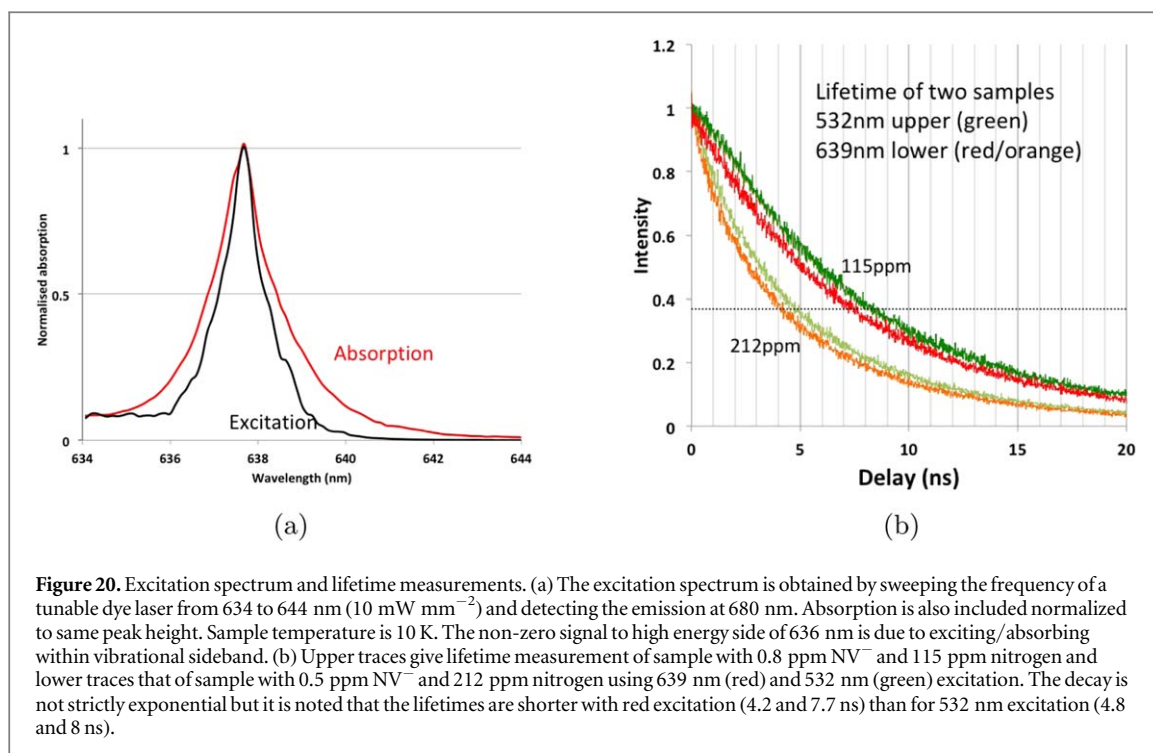 1
0.5
0
Normalised absorption
Absorption
Excitation
634 636 638 640 642 644
Wavelength (nm)
(a)
1.2
1
0.8
0.6
0.4
0.2
0
Intensity
Lifetime of two samples
532nm upper (green)
639nm lower (red/orange)
115ppm
212ppm
0 5 10 15 20
Delay (ns)
(b)
Figure 20. Excitation spectrum and lifetime measurements. (a) The excitation spectrum is obtained by sweeping the frequency of a
tunable dye laser from 634 to 644 nm (10 mW mm⁻²) and detecting the emission at 680 nm. Absorption is also included normalized
to same peak height. Sample temperature is 10 K. The non-zero signal to high energy side of 636 nm is due to exciting/absorbing
within vibrational sideband. (b) Upper traces give lifetime measurement of sample with 0.8 ppm NV⁻ and 115 ppm nitrogen and
lower traces that of sample with 0.5 ppm NV⁻ and 212 ppm nitrogen using 639 nm (red) and 532 nm (green) excitation. The decay is
not strictly exponential but it is noted that the lifetimes are shorter with red excitation (4.2 and 7.7 ns) than for 532 nm excitation (4.8
and 8 ns).